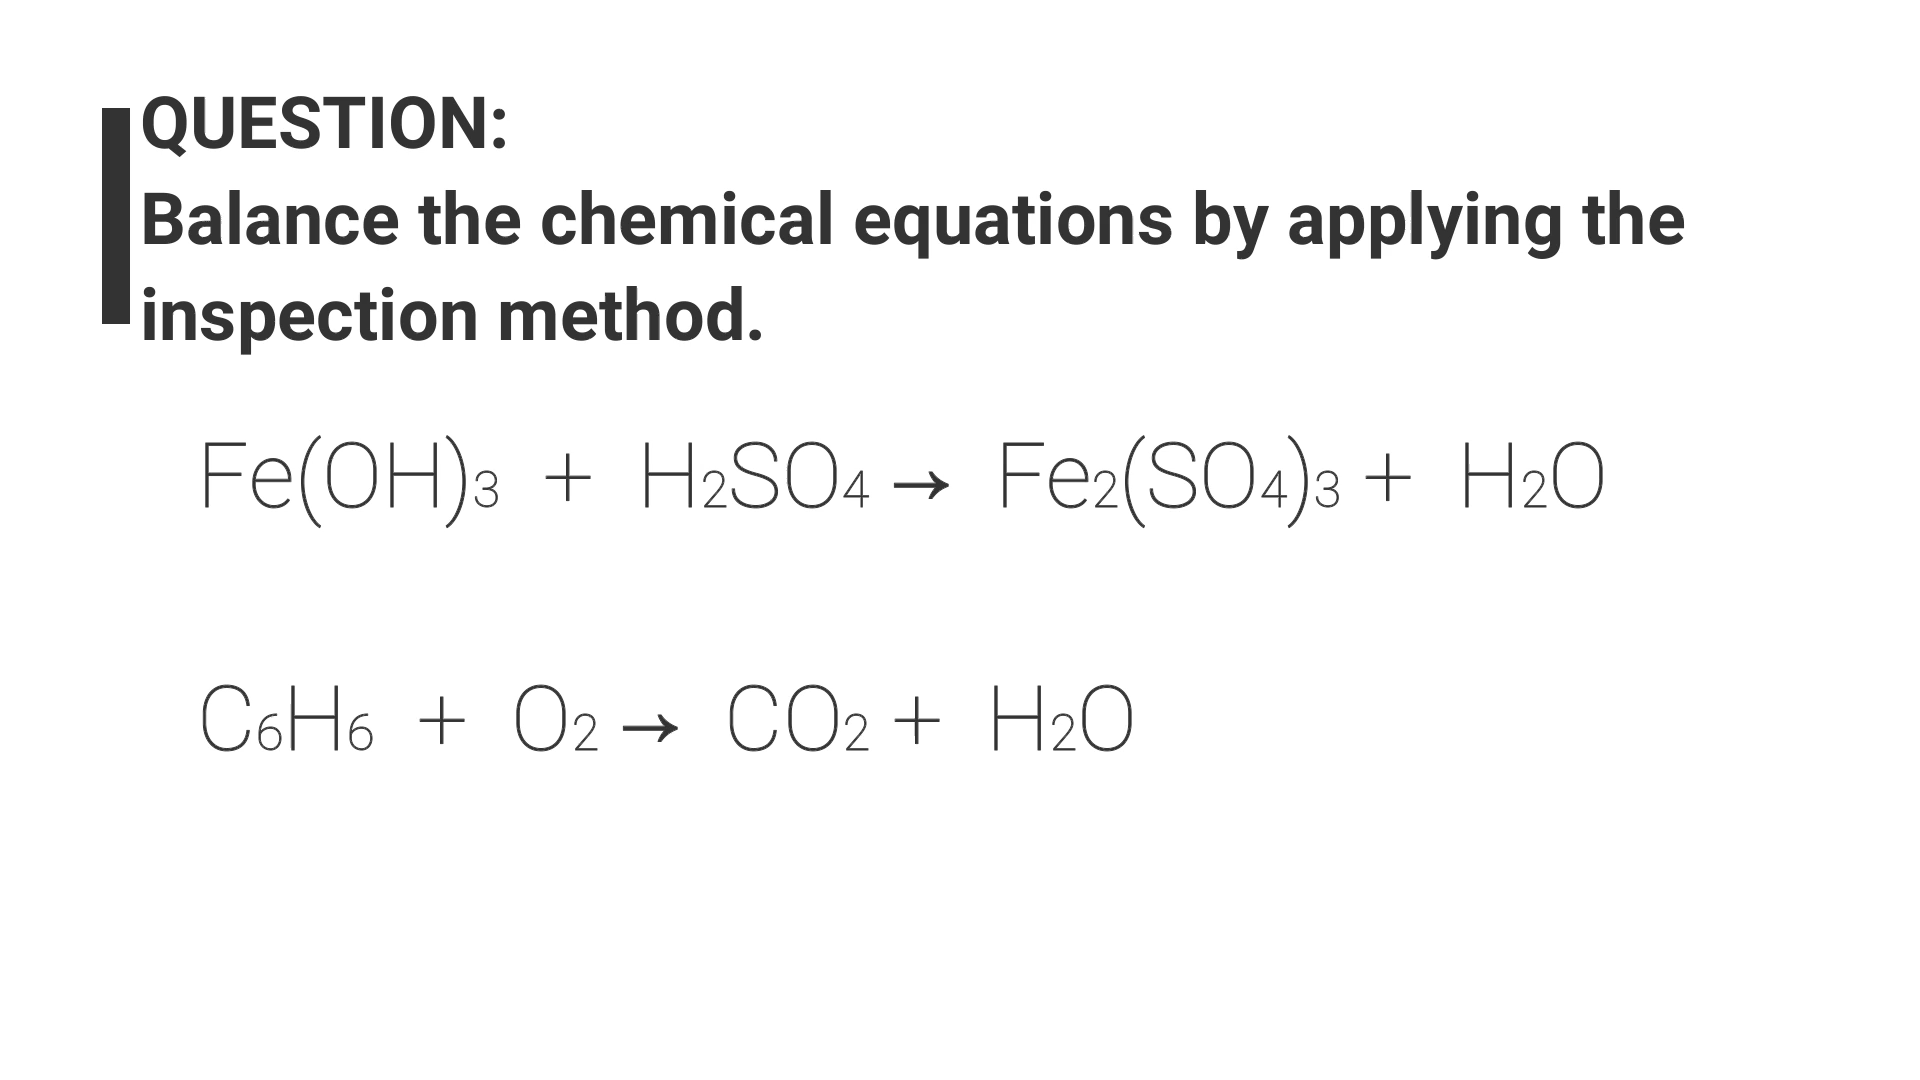 QUESTION:
Balance the chemical equations by applying the
inspection method.
Fe(OH)₃ + H₂SO₄ → Fe₂(SO₄)₃ + H₂O
C₆H₆ + O₂ → CO₂ + H₂O